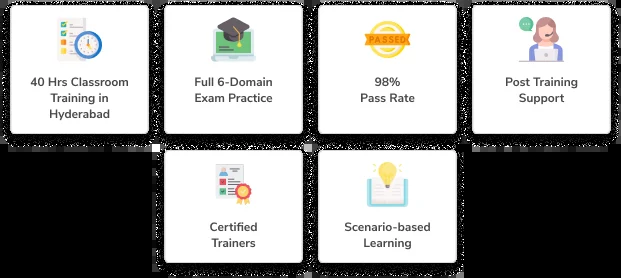 40 Hrs Classroom
Training in
Hyderabad
Full 6-Domain
Exam Practice
PASSED
98%
Pass Rate
Post Training
Support
Certified
Trainers
Scenario-based
Learning